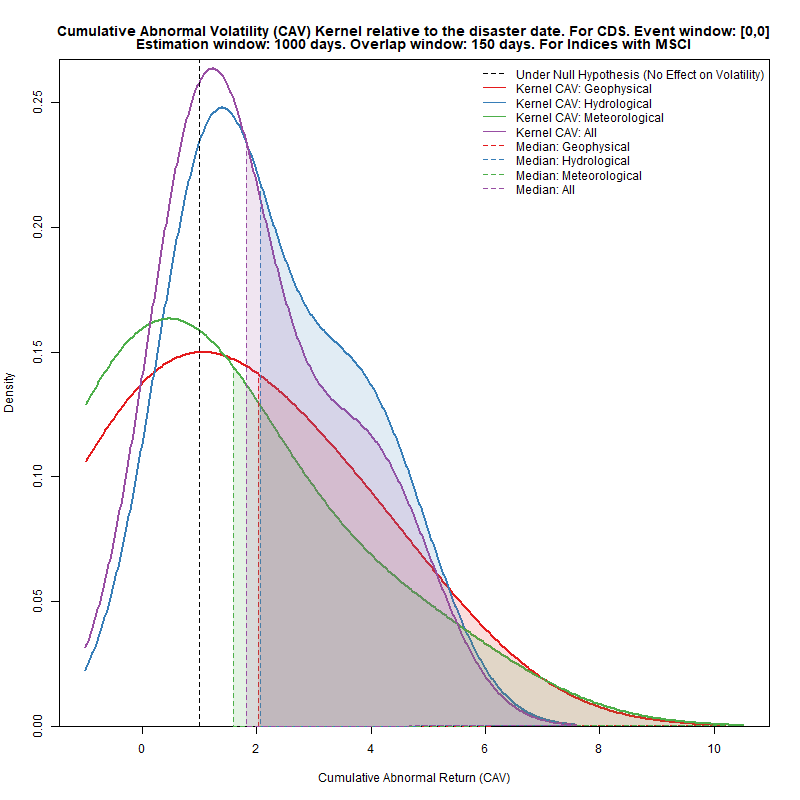 Cumulative Abnormal Volatility (CAV) Kernel relative to the disaster date. For CDS. Event window: [0,0]
Estimation window: 1000 days. Overlap window: 150 days. For Indices with MSCI
Under Null Hypothesis (No Effect on Volatility)
Kernel CAV: Geophysical
Kernel CAV: Hydrological
Kernel CAV: Meteorological
Kernel CAV: All
Median: Geophysical
Median: Hydrological
Median: Meteorological
Median: All
Density
0.25
0.20
0.15
0.10
0.05
0.00
0 2 4 6 8 10
Cumulative Abnormal Return (CAV)